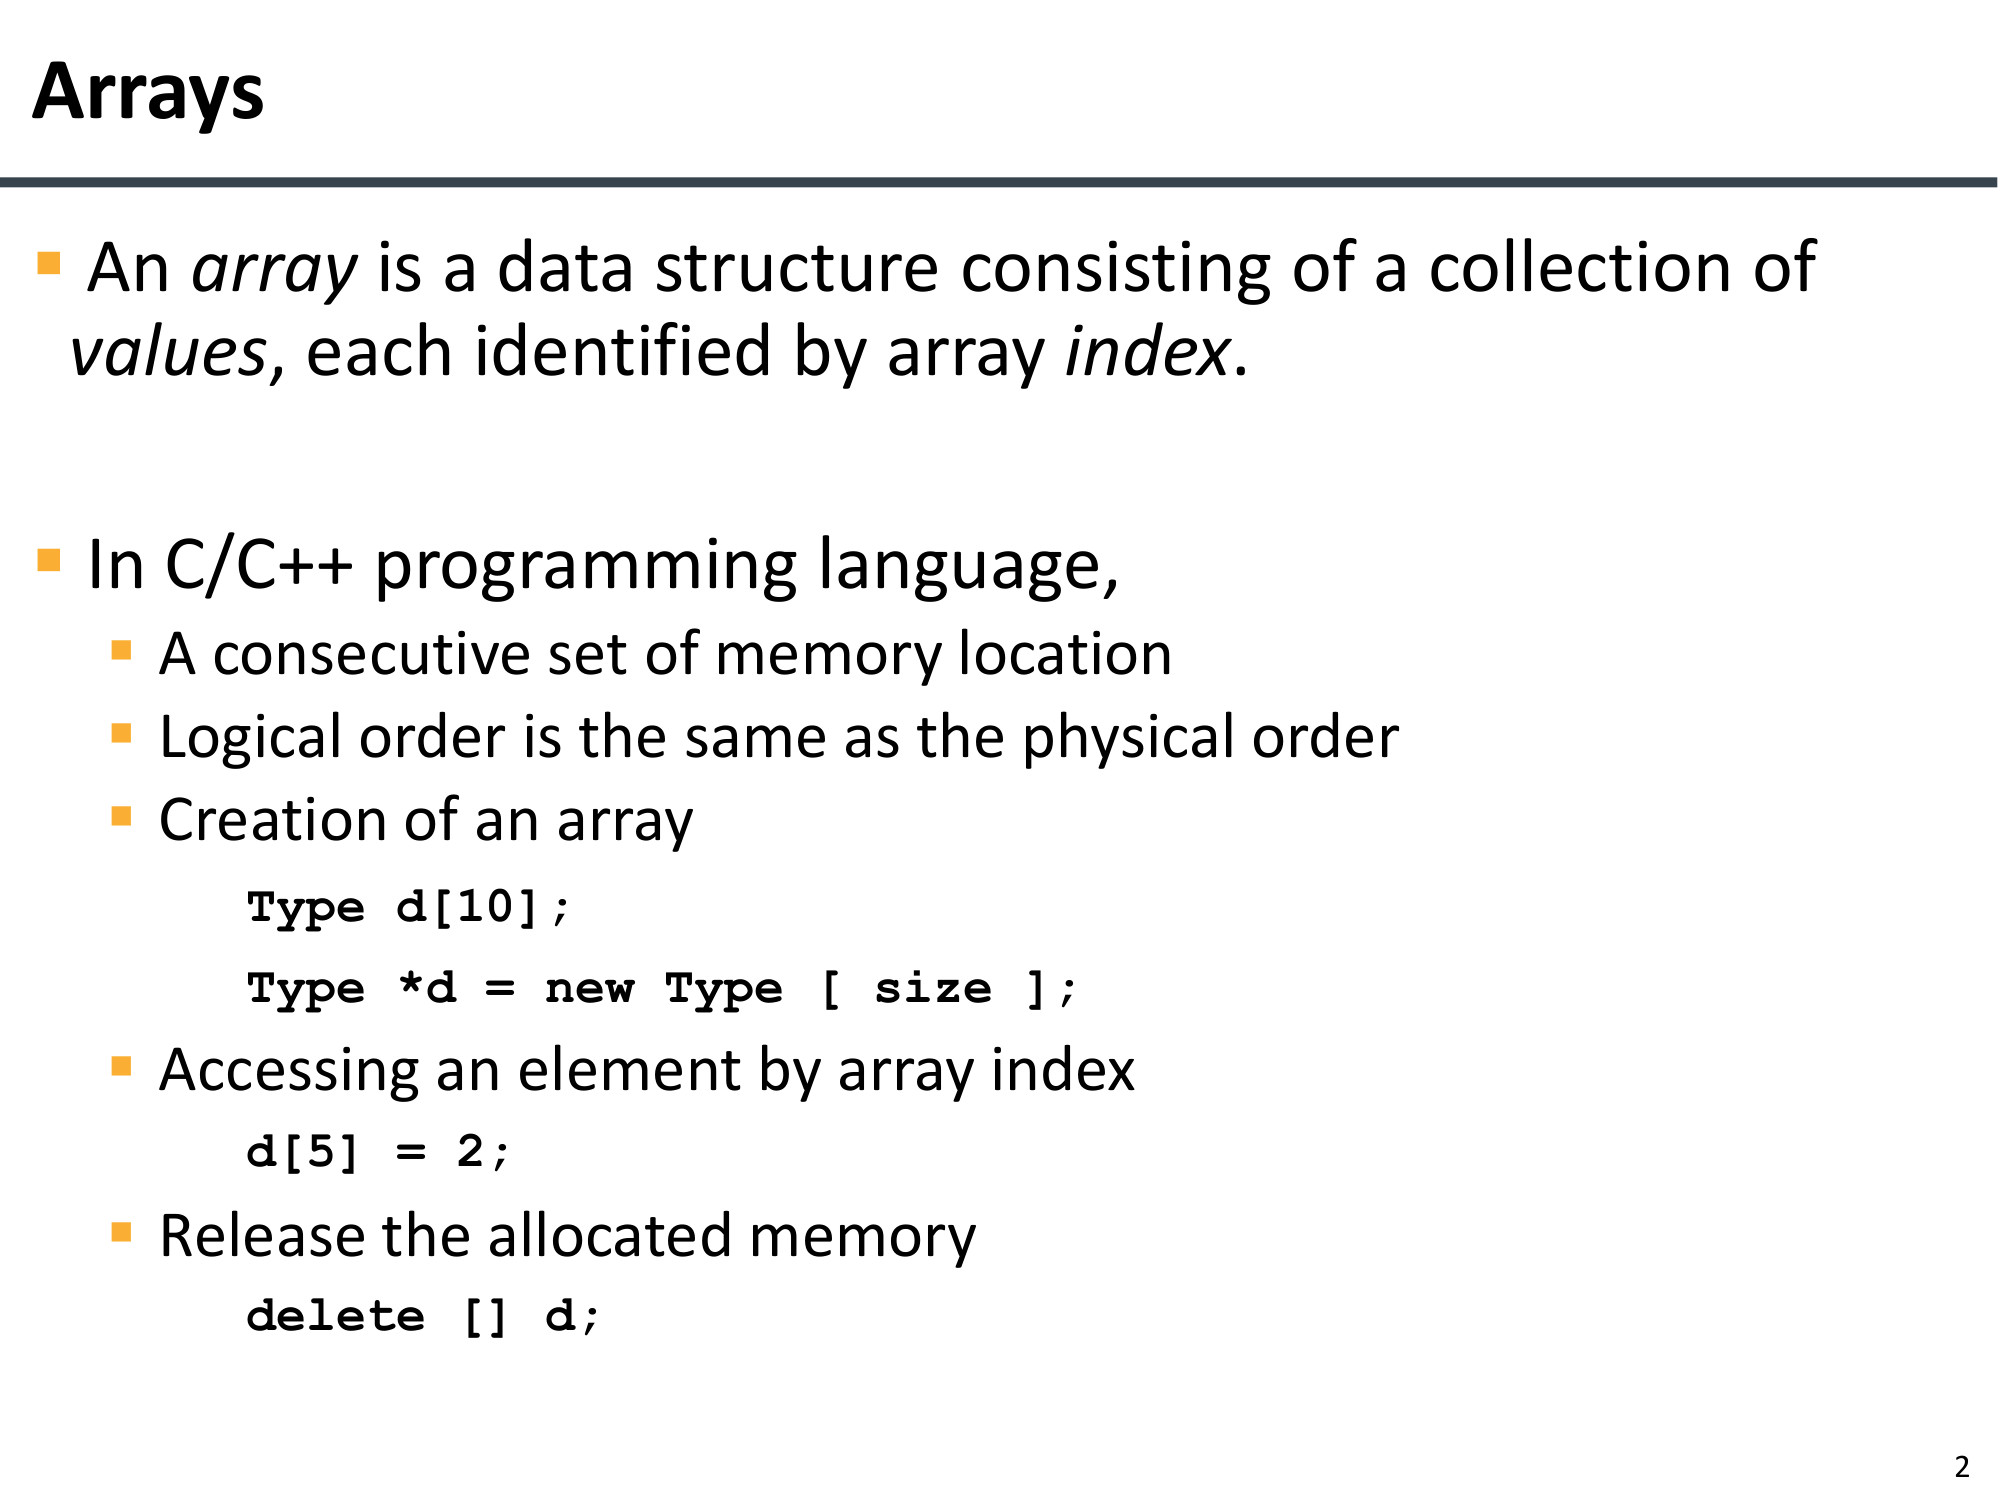 Arrays
▪ An array is a data structure consisting of a collection of
values, each identified by array index.
▪ In C/C++ programming language,
▪ A consecutive set of memory location
▪ Logical order is the same as the physical order
▪ Creation of an array
Type d[10];
Type *d = new Type [ size ];
▪ Accessing an element by array index
d[5] = 2;
▪ Release the allocated memory
delete [] d;
2